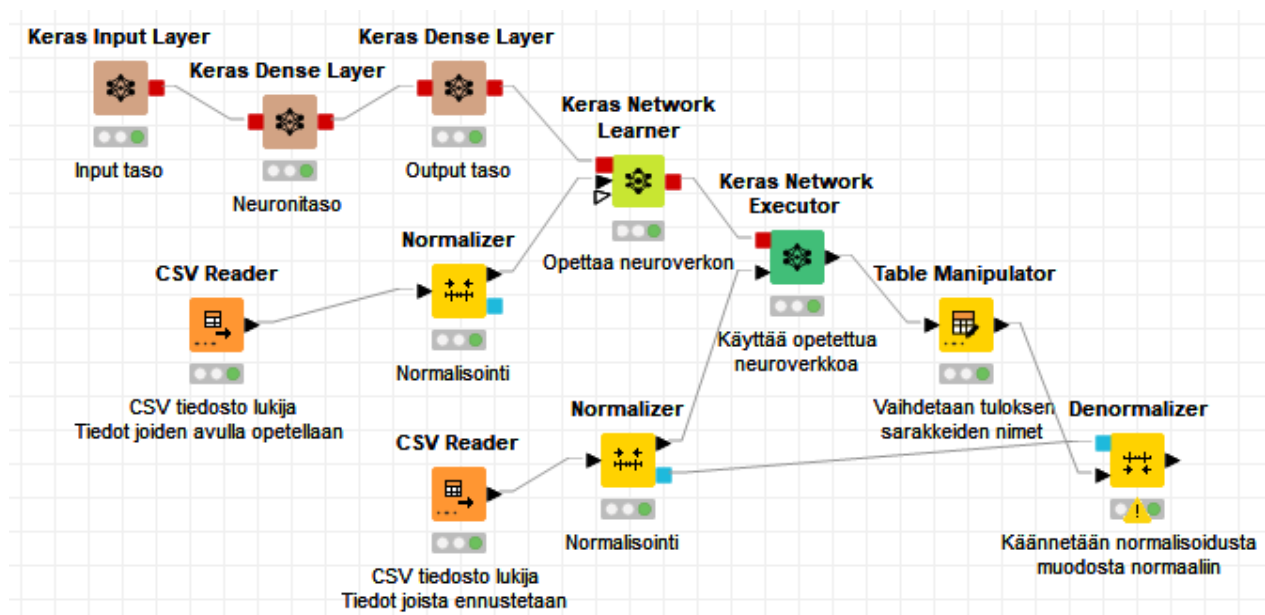 Keras Input Layer
Input taso
Keras Dense Layer
Neuronitaso
Keras Dense Layer
Output taso
Keras Network
Learner
Opettaa neuroverkon
CSV Reader
CSV tiedosto lukija
Tiedot joiden avulla opetellaan
Normalizer
Normalisointi
Keras Network
Executor
Käyttää opetettua
neuroverkkoa
CSV Reader
CSV tiedosto lukija
Tiedot joista ennustetaan
Normalizer
Normalisointi
Table Manipulator
Vaihdetaan tuloksen
sarakkeiden nimet
Denormalizer
Käännetään normalisoidusta
muodosta normaaliin